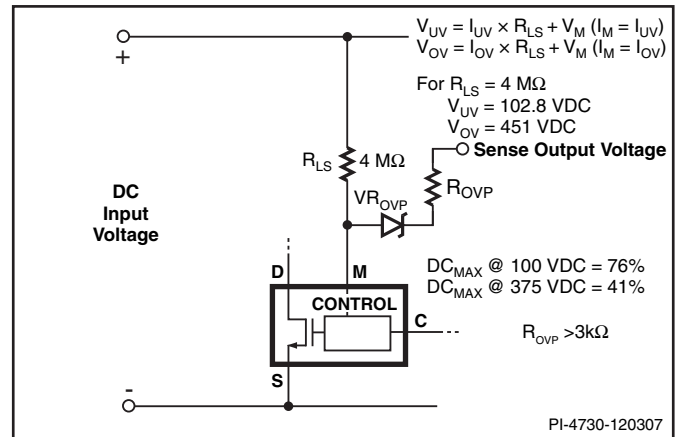 V_UV = I_UV × R_LS + V_M (I_M = I_UV)
V_OV = I_OV × R_LS + V_M (I_M = I_OV)
+
For R_LS = 4 MΩ
V_UV = 102.8 VDC
V_OV = 451 VDC
Sense Output Voltage
R_LS
4 MΩ
R_OVP
VR_OVP
DC
Input
Voltage
DC_MAX @ 100 VDC = 76%
DC_MAX @ 375 VDC = 41%
D
M
CONTROL
C
R_OVP >3kΩ
S
-
PI-4730-120307